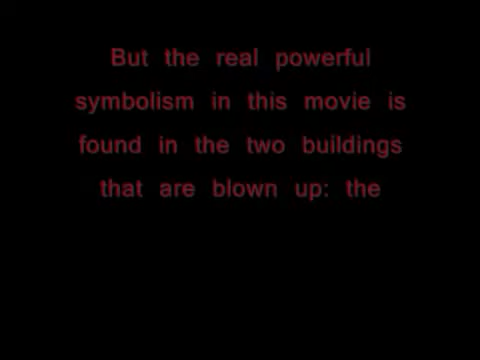 But the real powerful
symbolism in this movie is
found in the two buildings
that are blown up: the